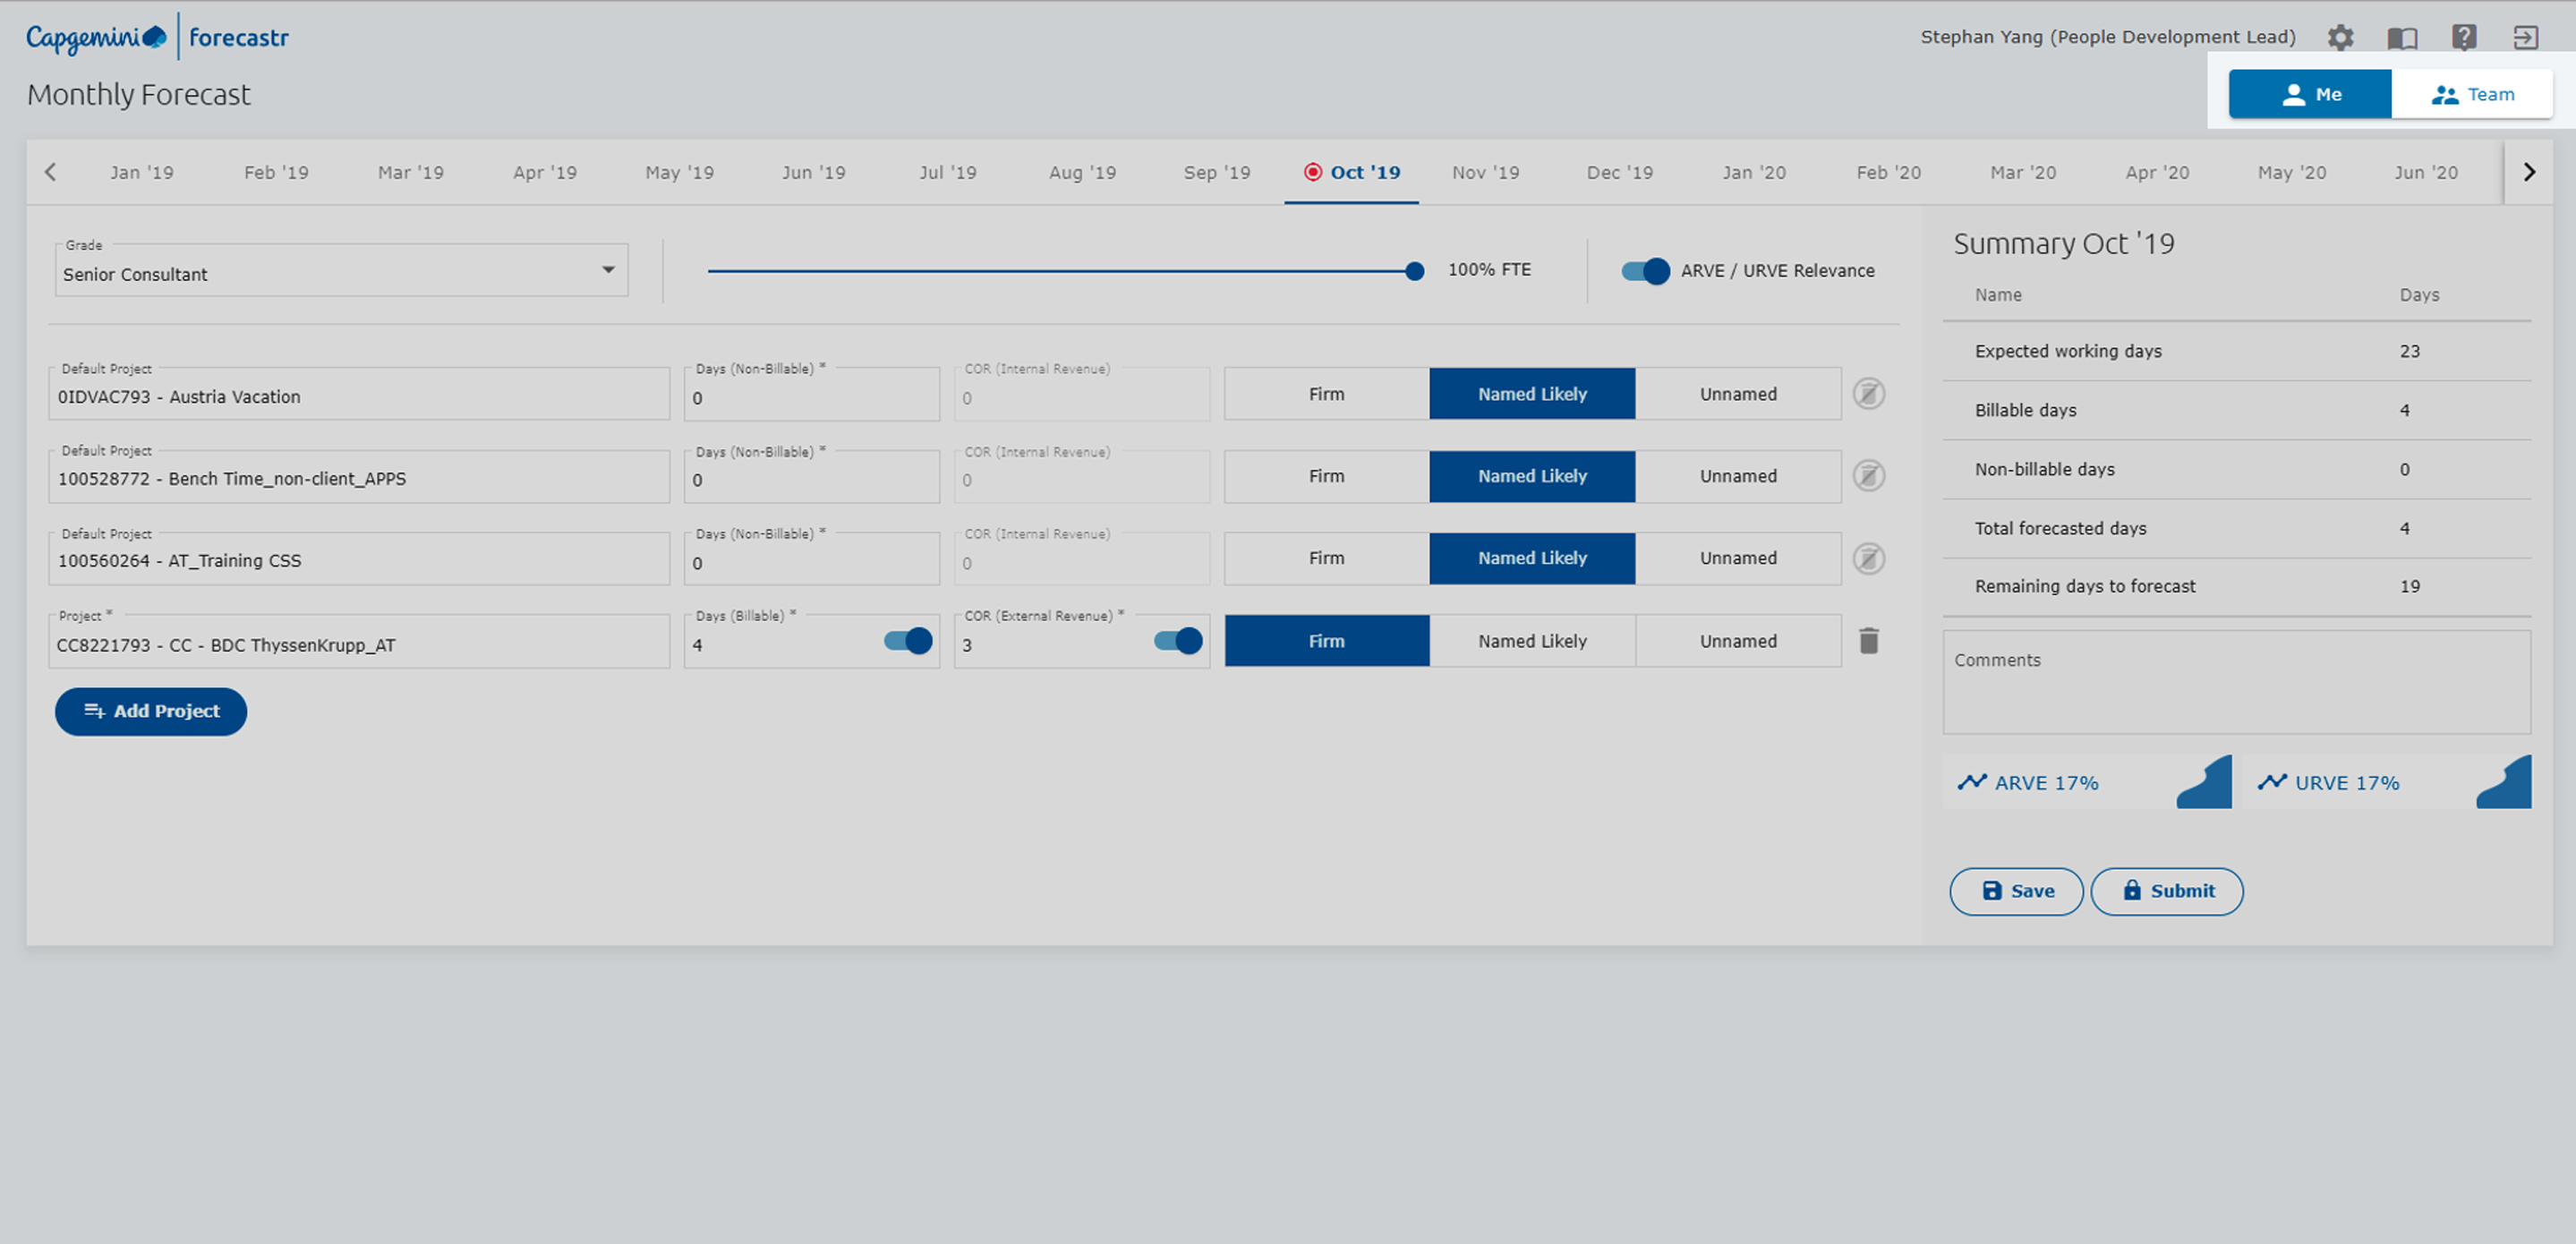 Capgemini forecastr
Stephan Yang (People Development Lead)
Monthly Forecast
Me
Team
Jan '19 Feb '19 Mar '19 Apr '19 May '19 Jun '19 Jul '19 Aug '19 Sep '19 Oct '19 Nov '19 Dec '19 Jan '20 Feb '20 Mar '20 Apr '20 May '20 Jun '20
Grade
Senior Consultant
100% FTE
ARVE / URVE Relevance
Default Project
0IDVAC793 - Austria Vacation
Days (Non-Billable) *
0
COR (Internal Revenue)
0
Firm Named Likely Unnamed
Default Project
100528772 - Bench Time_non-client_APPS
Days (Non-Billable) *
0
COR (Internal Revenue)
0
Firm Named Likely Unnamed
Default Project
100560264 - AT_Training CSS
Days (Non-Billable) *
0
COR (Internal Revenue)
0
Firm Named Likely Unnamed
Project *
CC8221793 - CC - BDC ThyssenKrupp_AT
Days (Billable) *
4
COR (External Revenue) *
3
Firm Named Likely Unnamed
Add Project
Summary Oct '19
Name Days
Expected working days 23
Billable days 4
Non-billable days 0
Total forecasted days 4
Remaining days to forecast 19
Comments
ARVE 17%
URVE 17%
Save
Submit